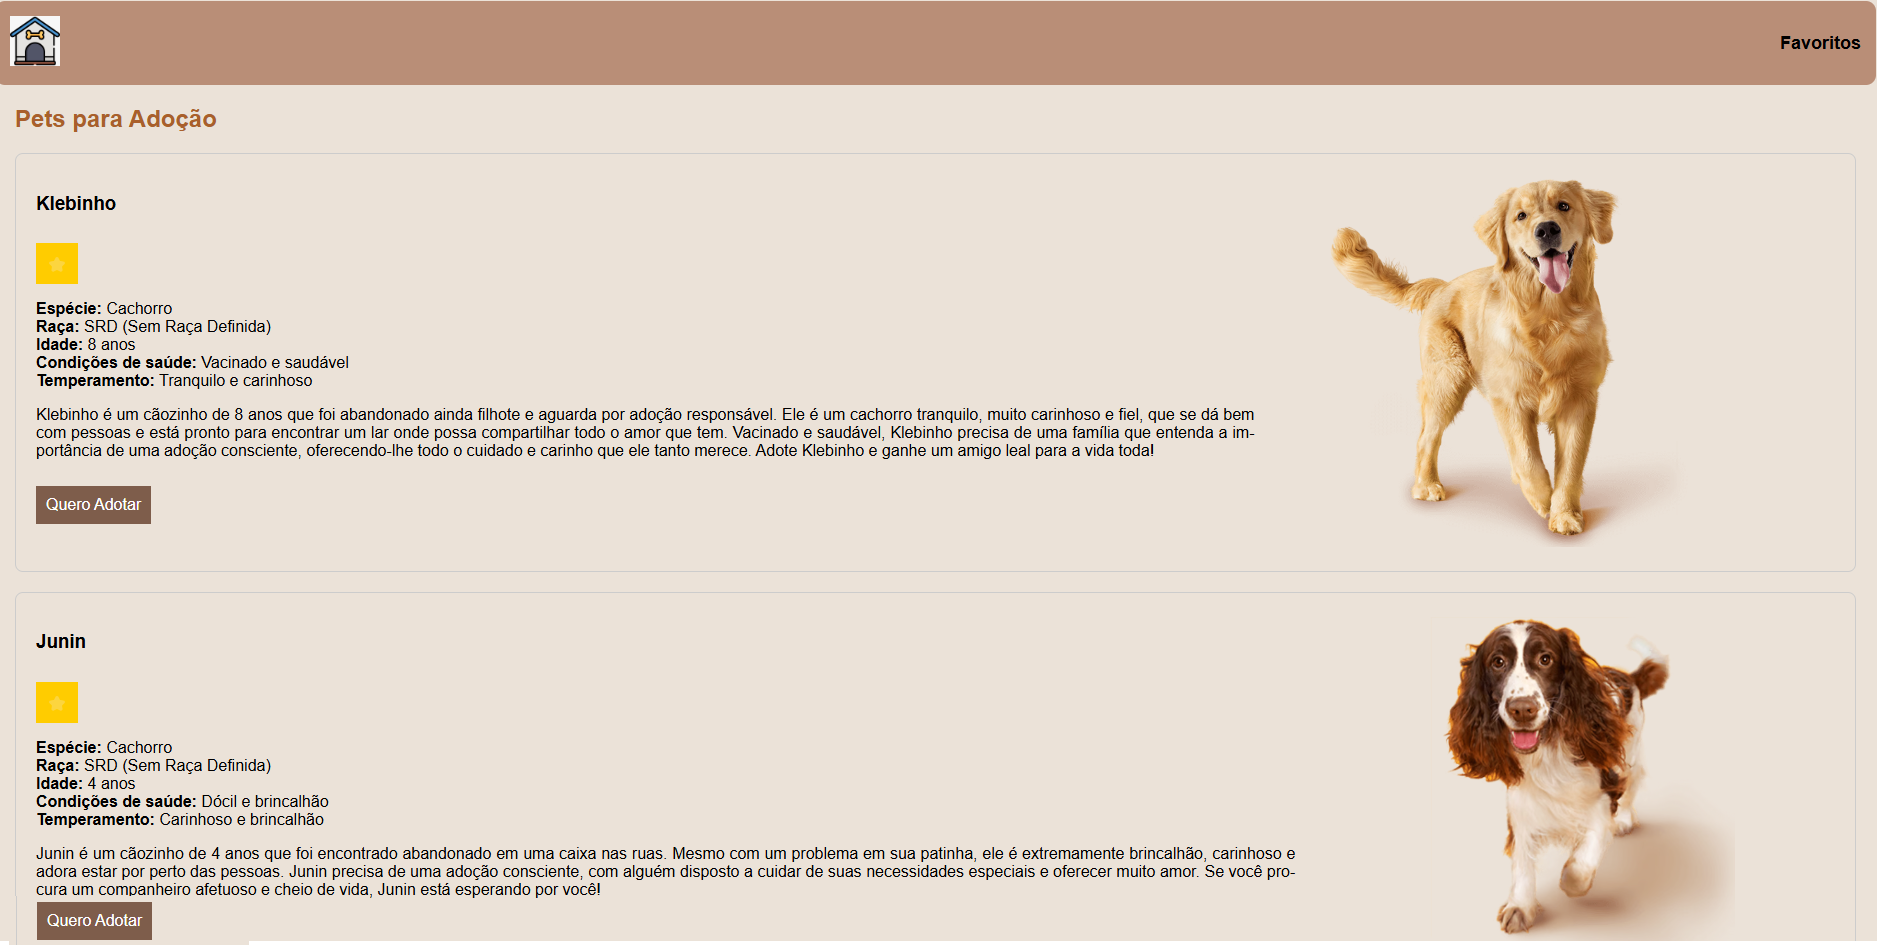 Favoritos
Pets para Adoção
Klebinho
Espécie: Cachorro
Raça: SRD (Sem Raça Definida)
Idade: 8 anos
Condições de saúde: Vacinado e saudável
Temperamento: Tranquilo e carinhoso
Klebinho é um cãozinho de 8 anos que foi abandonado ainda filhote e aguarda por adoção responsável. Ele é um cachorro tranquilo, muito carinhoso e fiel, que se dá bem
com pessoas e está pronto para encontrar um lar onde possa compartilhar todo o amor que tem. Vacinado e saudável, Klebinho precisa de uma família que entenda a im-
portância de uma adoção consciente, oferecendo-lhe todo o cuidado e carinho que ele tanto merece. Adote Klebinho e ganhe um amigo leal para a vida toda!
Quero Adotar
Junin
Espécie: Cachorro
Raça: SRD (Sem Raça Definida)
Idade: 4 anos
Condições de saúde: Dócil e brincalhão
Temperamento: Carinhoso e brincalhão
Junin é um cãozinho de 4 anos que foi encontrado abandonado em uma caixa nas ruas. Mesmo com um problema em sua patinha, ele é extremamente brincalhão, carinhoso e
adora estar por perto das pessoas. Junin precisa de uma adoção consciente, com alguém disposto a cuidar de suas necessidades especiais e oferecer muito amor. Se você pro-
cura um companheiro afetuoso e cheio de vida, Junin está esperando por você!
Quero Adotar